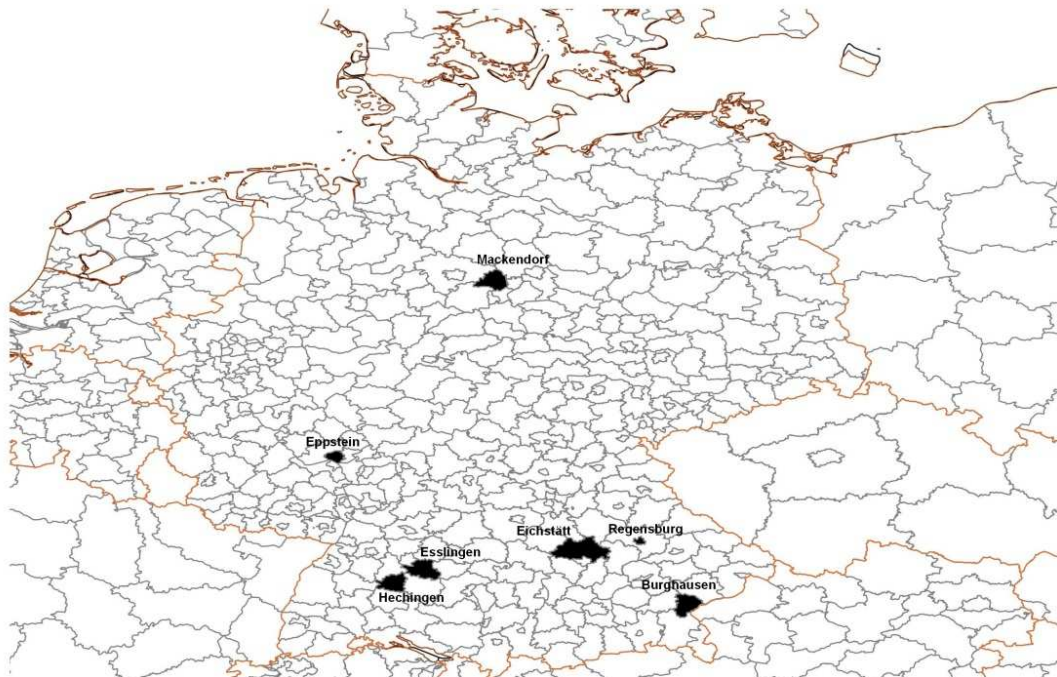 Mackendorf
Eppstein
Eichstätt
Regensburg
Esslingen
Hechingen
Burghausen